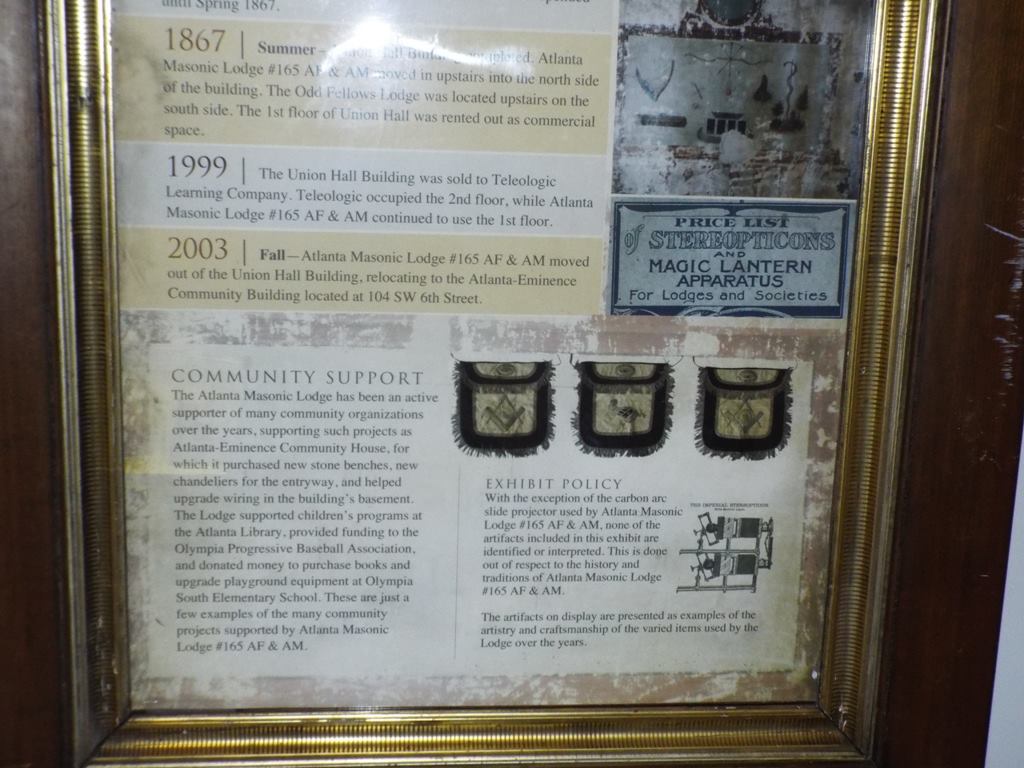 until Spring 1867.
1867 | Summer – Union Hall Building completed. Atlanta
Masonic Lodge #165 AF & AM moved in upstairs into the north side
of the building. The Odd Fellows Lodge was located upstairs on the
south side. The 1st floor of Union Hall was rented out as commercial
space.
1999 | The Union Hall Building was sold to Teleologic
Learning Company. Teleologic occupied the 2nd floor, while Atlanta
Masonic Lodge #165 AF & AM continued to use the 1st floor.
2003 | Fall—Atlanta Masonic Lodge #165 AF & AM moved
out of the Union Hall Building, relocating to the Atlanta-Eminence
Community Building located at 104 SW 6th Street.
PRICE LIST
of STEREOPTICONS
AND
MAGIC LANTERN
APPARATUS
For Lodges and Societies
COMMUNITY SUPPORT
The Atlanta Masonic Lodge has been an active
supporter of many community organizations
over the years, supporting such projects as
Atlanta-Eminence Community House, for
which it purchased new stone benches, new
chandeliers for the entryway, and helped
upgrade wiring in the building's basement.
The Lodge supported children's programs at
the Atlanta Library, provided funding to the
Olympia Progressive Baseball Association,
and donated money to purchase books and
upgrade playground equipment at Olympia
South Elementary School. These are just a
few examples of the many community
projects supported by Atlanta Masonic
Lodge #165 AF & AM.
EXHIBIT POLICY
With the exception of the carbon arc
slide projector used by Atlanta Masonic
Lodge #165 AF & AM, none of the
artifacts included in this exhibit are
identified or interpreted. This is done
out of respect to the history and
traditions of Atlanta Masonic Lodge
#165 AF & AM.
THE IMPERIAL STEREOPTICON
The artifacts on display are presented as examples of the
artistry and craftsmanship of the varied items used by the
Lodge over the years.